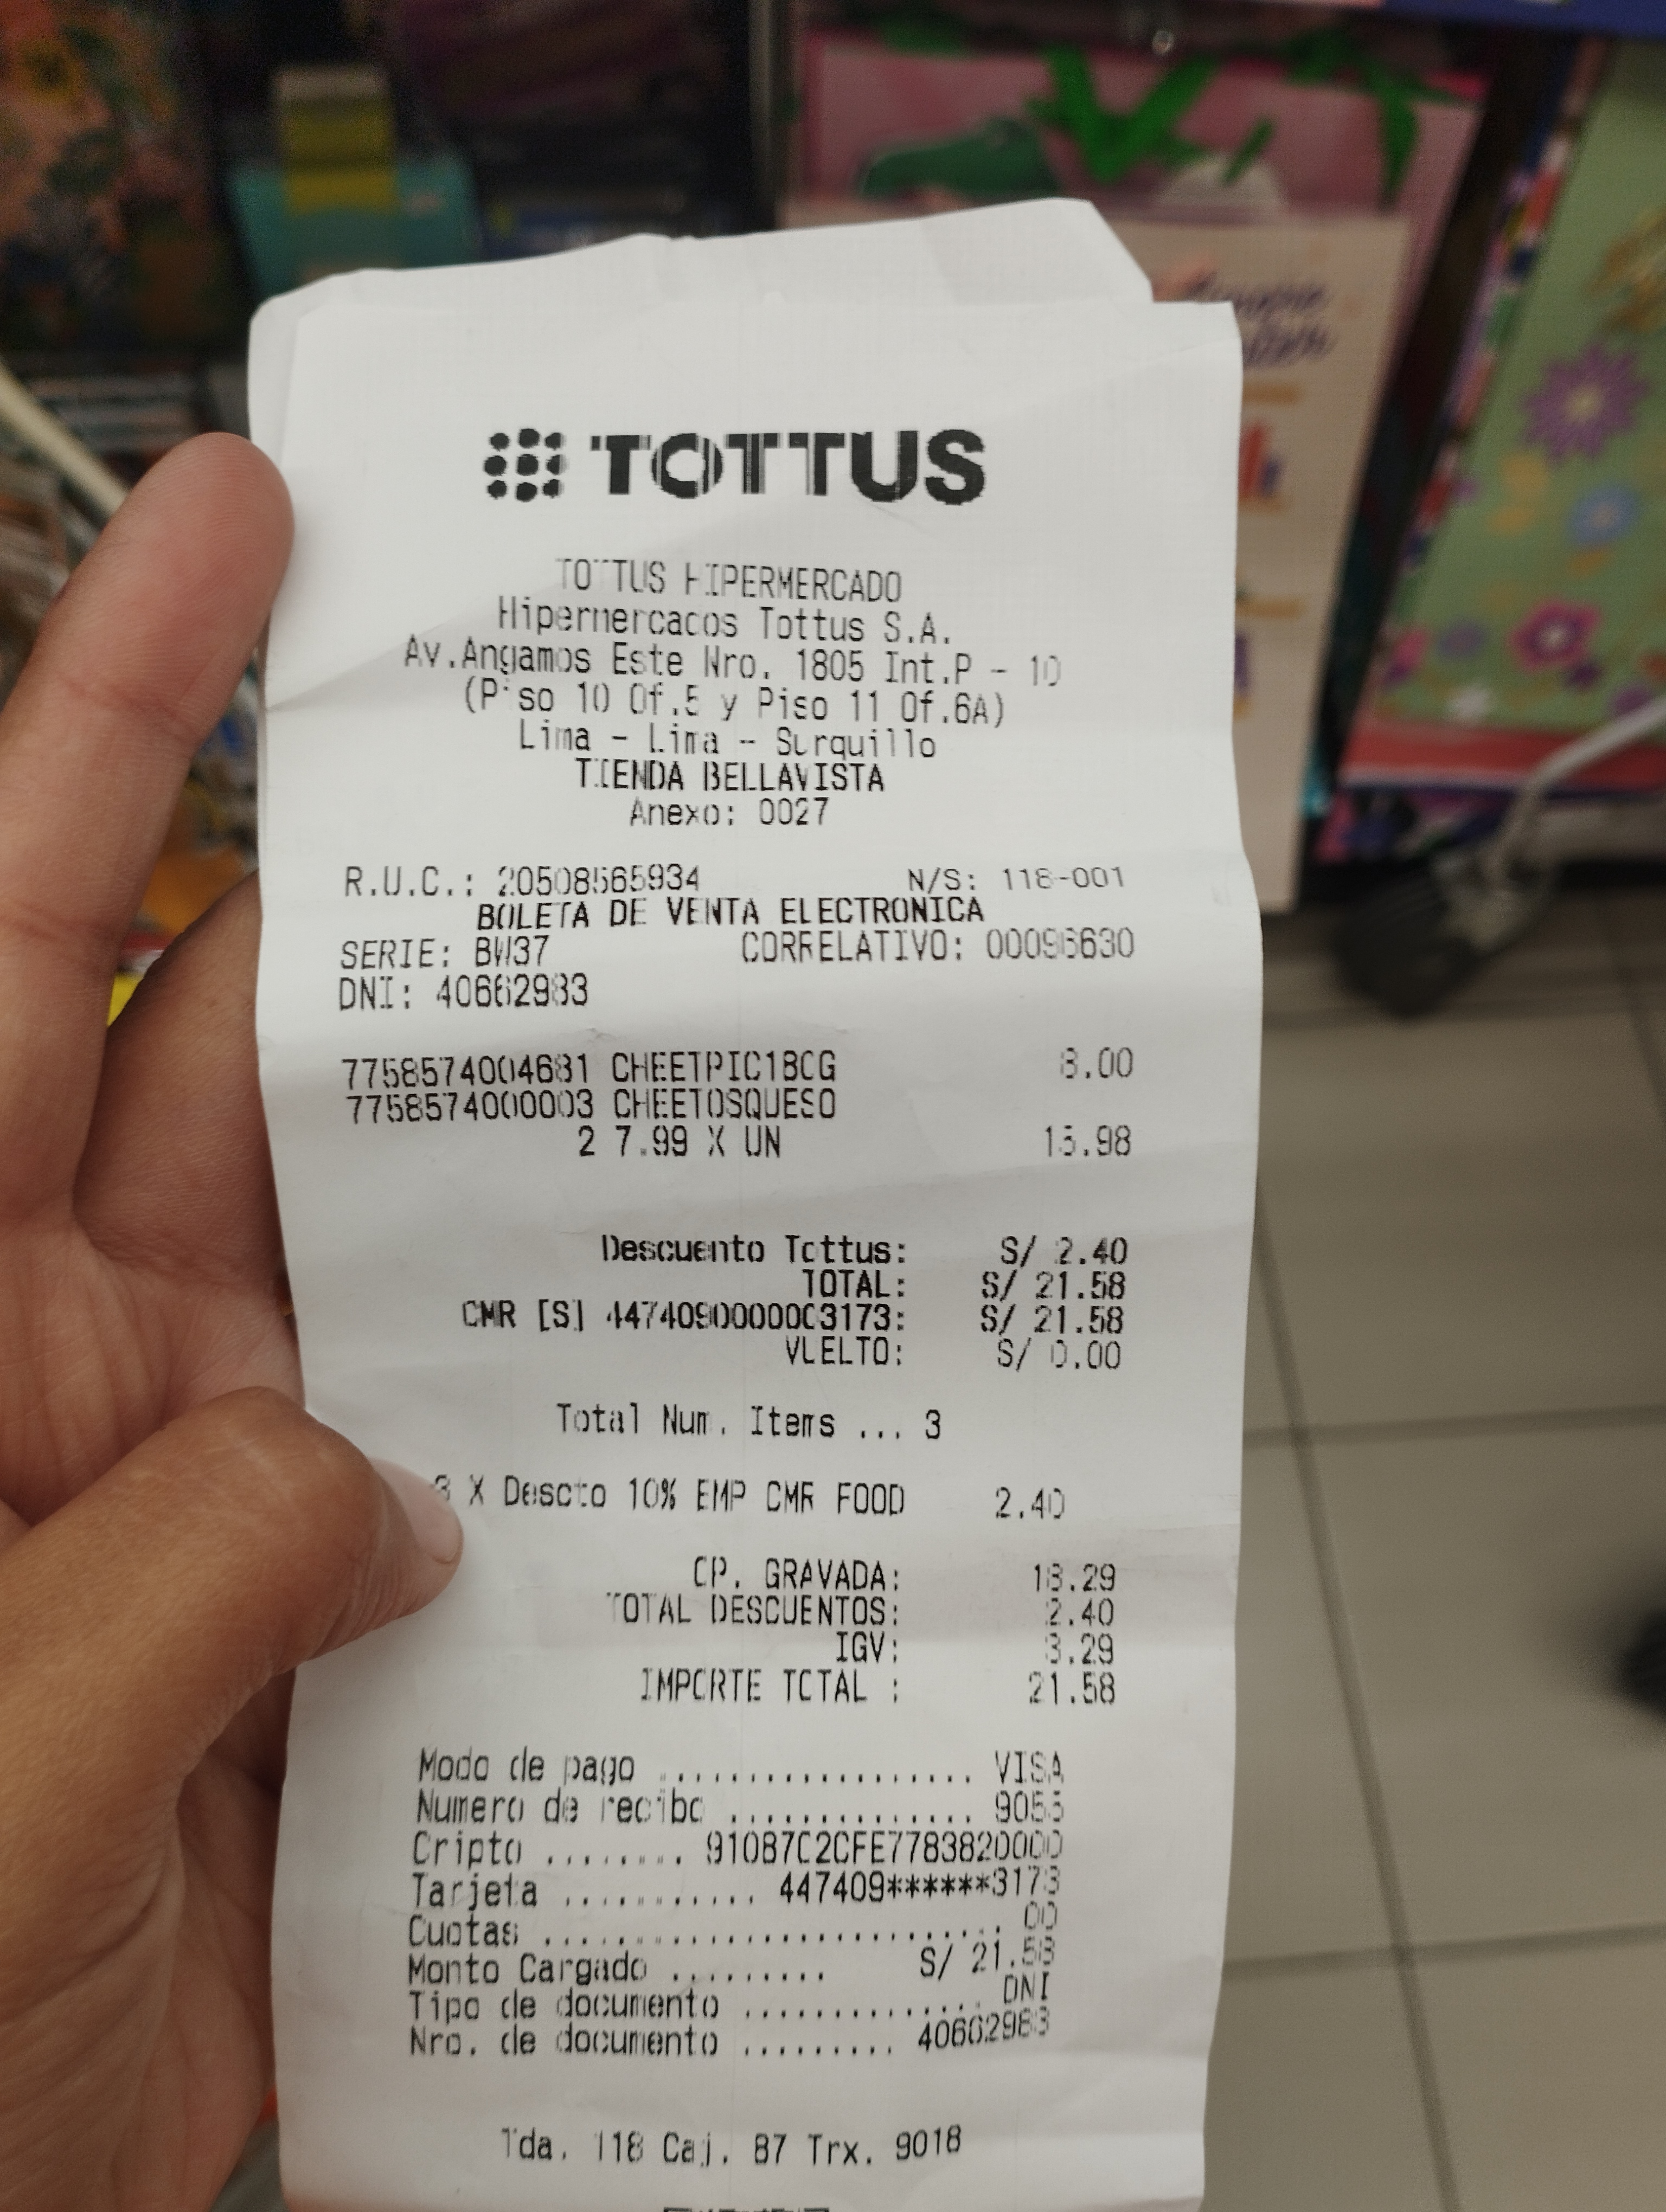 TOTTUS
TOTTUS HIPERMERCADO
Hipermercados Tottus S.A.
Av.Angamos Este Nro. 1805 Int.P - 10
(Piso 10 Of.5 y Piso 11 Of.6A)
Lima - Lima - Surquillo
TIENDA BELLAVISTA
Anexo: 0027
R.U.C.: 20508565934 N/S: 118-001
BOLETA DE VENTA ELECTRONICA
SERIE: BW37 CORRELATIVO: 00096630
DNI: 40662983
7758574004681 CHEETPIC18CG 8.00
7758574000003 CHEETOSQUESO
2 7.99 X UN 15.98
Descuento Tottus: S/ 2.40
TOTAL: S/ 21.58
CMR [S] 4474090000003173: S/ 21.58
VUELTO: S/ 0.00
Total Num. Items ... 3
3 X Descto 10% EMP CMR FOOD 2.40
OP. GRAVADA: 18.29
TOTAL DESCUENTOS: 2.40
IGV: 3.29
IMPORTE TOTAL : 21.58
Modo de pago .................. VISA
Numero de recibo .............. 9053
Cripto ........ 91087C2CFE7783820000
Tarjeta ........... 447409******3173
Cuotas .......................... 00
Monto Cargado ......... S/ 21.58
Tipo de documento .............. DNI
Nro. de documento ......... 40662983
Tda. 118 Caj. 87 Trx. 9018